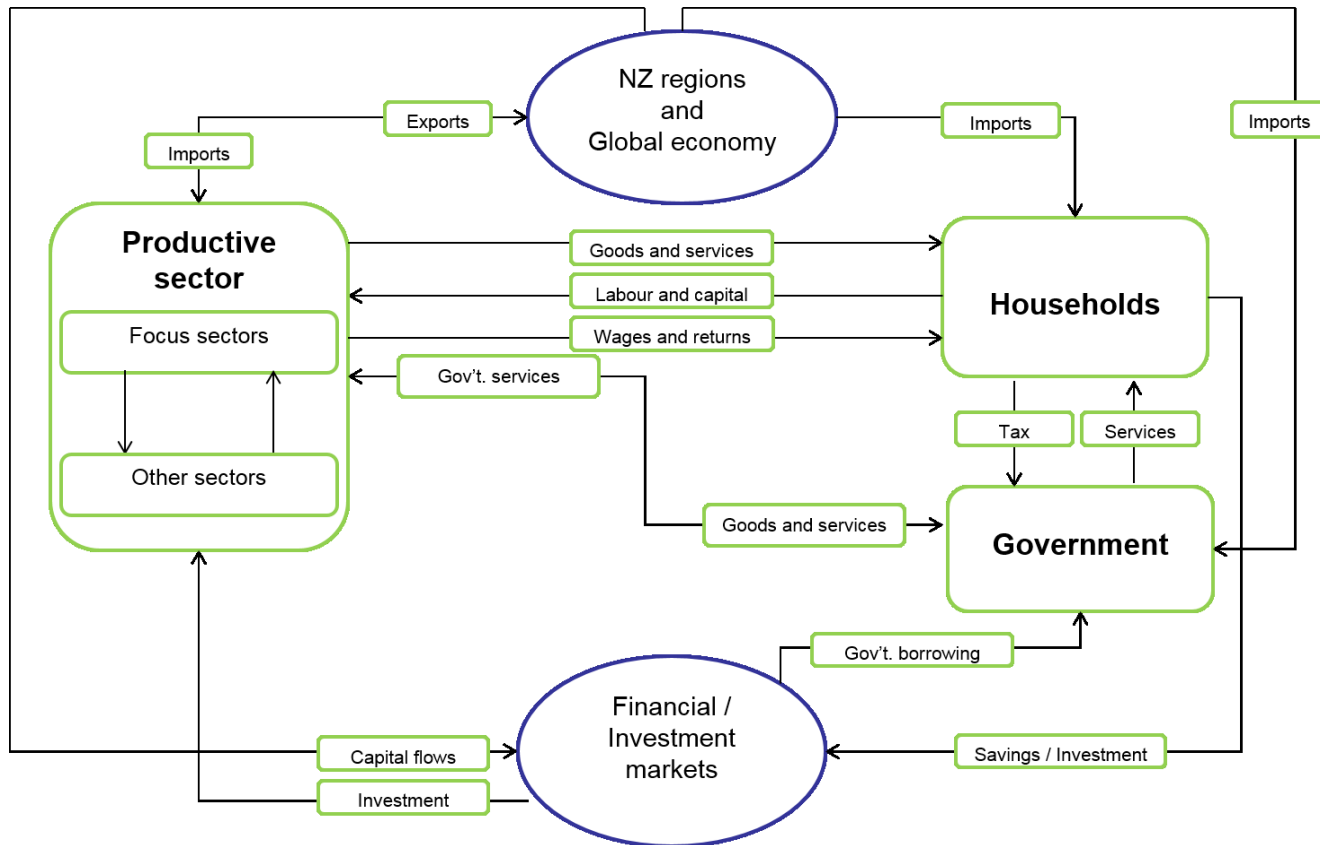 NZ regions
and
Global economy
Exports
Imports
Imports
Imports
Productive
sector
Focus sectors
Other sectors
Goods and services
Labour and capital
Wages and returns
Gov't. services
Households
Tax
Services
Goods and services
Government
Gov't. borrowing
Financial /
Investment
markets
Capital flows
Investment
Savings / Investment